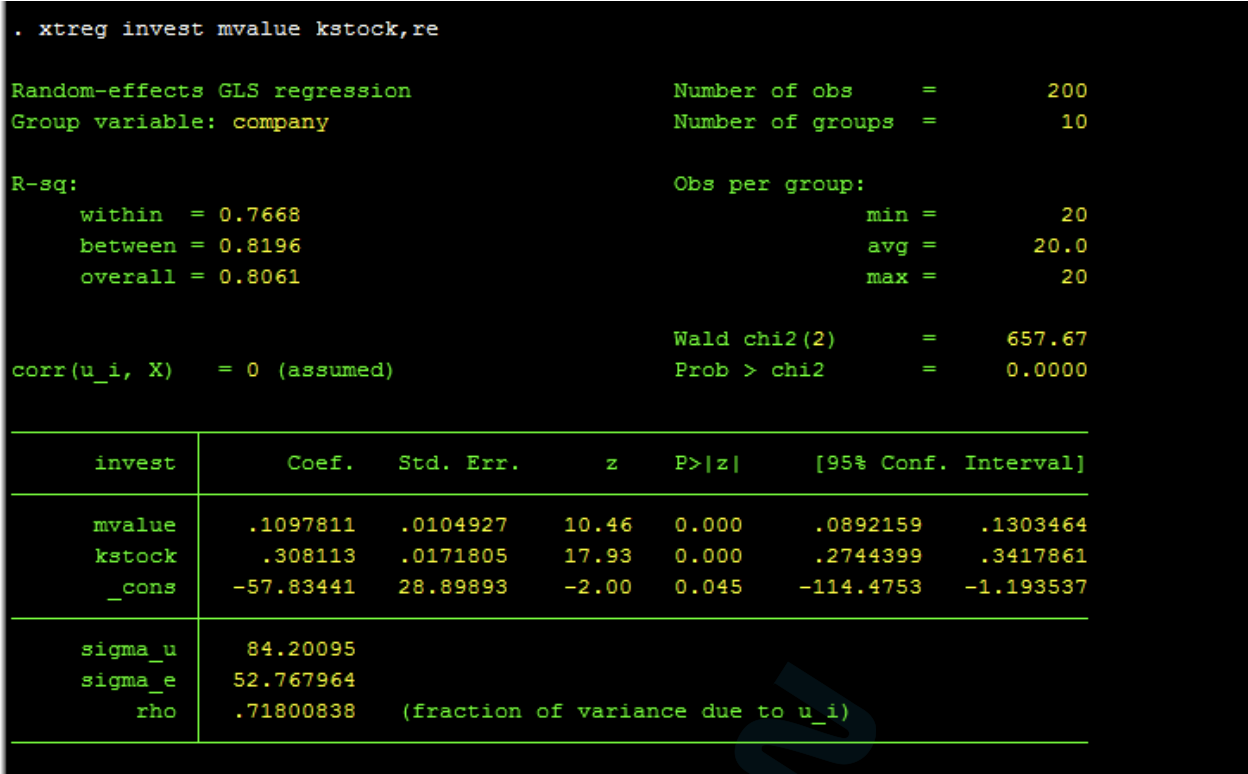 . xtreg invest mvalue kstock,re
Random-effects GLS regression Number of obs = 200
Group variable: company Number of groups = 10
R-sq: Obs per group:
within = 0.7668 min = 20
between = 0.8196 avg = 20.0
overall = 0.8061 max = 20
Wald chi2(2) = 657.67
corr(u_i, X) = 0 (assumed) Prob > chi2 = 0.0000
invest Coef. Std. Err. z P>|z| [95% Conf. Interval]
mvalue .1097811 .0104927 10.46 0.000 .0892159 .1303464
kstock .308113 .0171805 17.93 0.000 .2744399 .3417861
_cons -57.83441 28.89893 -2.00 0.045 -114.4753 -1.193537
sigma_u 84.20095
sigma_e 52.767964
rho .71800838 (fraction of variance due to u_i)